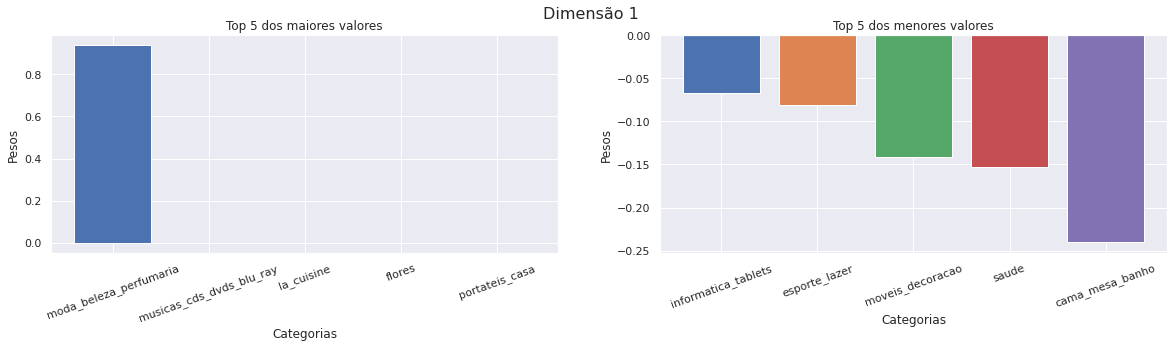 Dimensão 1
Top 5 dos maiores valores
Pesos
0.8
0.6
0.4
0.2
0.0
moda_beleza_perfumaria
musicas_cds_dvds_blu_ray
la_cuisine
flores
portateis_casa
Categorias
Top 5 dos menores valores
Pesos
0.00
−0.05
−0.10
−0.15
−0.20
−0.25
informatica_tablets
esporte_lazer
moveis_decoracao
saude
cama_mesa_banho
Categorias